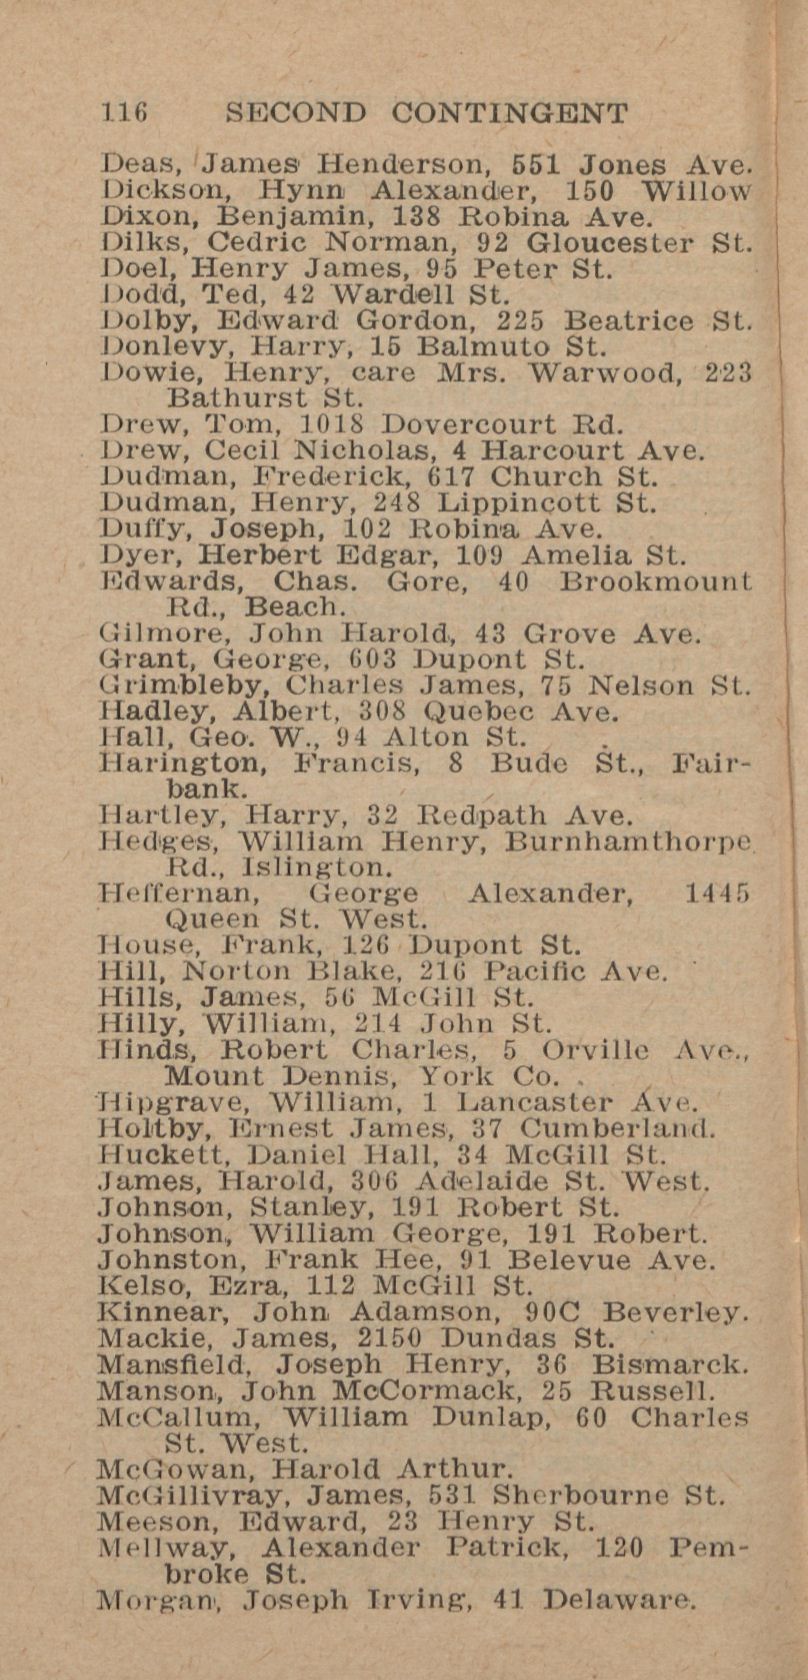 116 SECOND CONTINGENT
Deas, James Henderson, 551 Jones Ave.
Dickson, Hynn Alexander, 150 Willow
Dixon, Benjamin, 138 Robina Ave.
Dilks, Cedric Norman, 92 Gloucester St.
Doel, Henry James, 95 Peter St.
Dodd, Ted, 42 Wardell St.
Dolby, Edward Gordon, 225 Beatrice St.
Donlevy, Harry, 15 Balmuto St.
Dowie, Henry, care Mrs. Warwood, 223
Bathurst St.
Drew, Tom, 1018 Dovercourt Rd.
Drew, Cecil Nicholas, 4 Harcourt Ave.
Dudman, Frederick, 617 Church St.
Dudman, Henry, 248 Lippincott St.
Duffy, Joseph, 102 Robina Ave.
Dyer, Herbert Edgar, 109 Amelia St.
Edwards, Chas. Gore, 40 Brookmount
Rd., Beach.
Gilmore, John Harold, 43 Grove Ave.
Grant, George, 603 Dupont St.
Grimbleby, Charles James, 75 Nelson St.
Hadley, Albert, 308 Quebec Ave.
Hall, Geo. W., 94 Alton St.
Harington, Francis, 8 Bude St., Fair-
bank.
Hartley, Harry, 32 Redpath Ave.
Hedges, William Henry, Burnhamthorpe
Rd., Islington.
Heffernan, George Alexander, 1445
Queen St. West.
House, Frank, 126 Dupont St.
Hill, Norton Blake, 216 Pacific Ave.
Hills, James, 56 McGill St.
Hilly, William, 214 John St.
Hinds, Robert Charles, 5 Orville Ave.,
Mount Dennis, York Co.
Hipgrave, William, 1 Lancaster Ave.
Holtby, Ernest James, 37 Cumberland.
Huckett, Daniel Hall, 34 McGill St.
James, Harold, 306 Adelaide St. West.
Johnson, Stanley, 191 Robert St.
Johnson, William George, 191 Robert.
Johnston, Frank Hee, 91 Belevue Ave.
Kelso, Ezra, 112 McGill St.
Kinnear, John Adamson, 90C Beverley.
Mackie, James, 2150 Dundas St.
Mansfield, Joseph Henry, 36 Bismarck.
Manson, John McCormack, 25 Russell.
McCallum, William Dunlap, 60 Charles
St. West.
McGowan, Harold Arthur.
McGillivray, James, 531 Sherbourne St.
Meeson, Edward, 23 Henry St.
Mellway, Alexander Patrick, 120 Pem-
broke St.
Morgan, Joseph Irving, 41 Delaware.